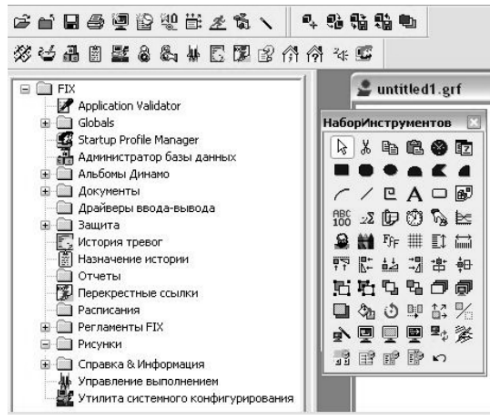 untitled1.grf
НаборИнструментов
FIX
Application Validator
Globals
Startup Profile Manager
Администратор базы данных
Альбомы Динамо
Документы
Драйверы ввода-вывода
Защита
История тревог
Назначение истории
Отчеты
Перекрестные ссылки
Расписания
Регламенты FIX
Рисунки
Справка & Информация
Управление выполнением
Утилита системного конфигурирования
ABC
100